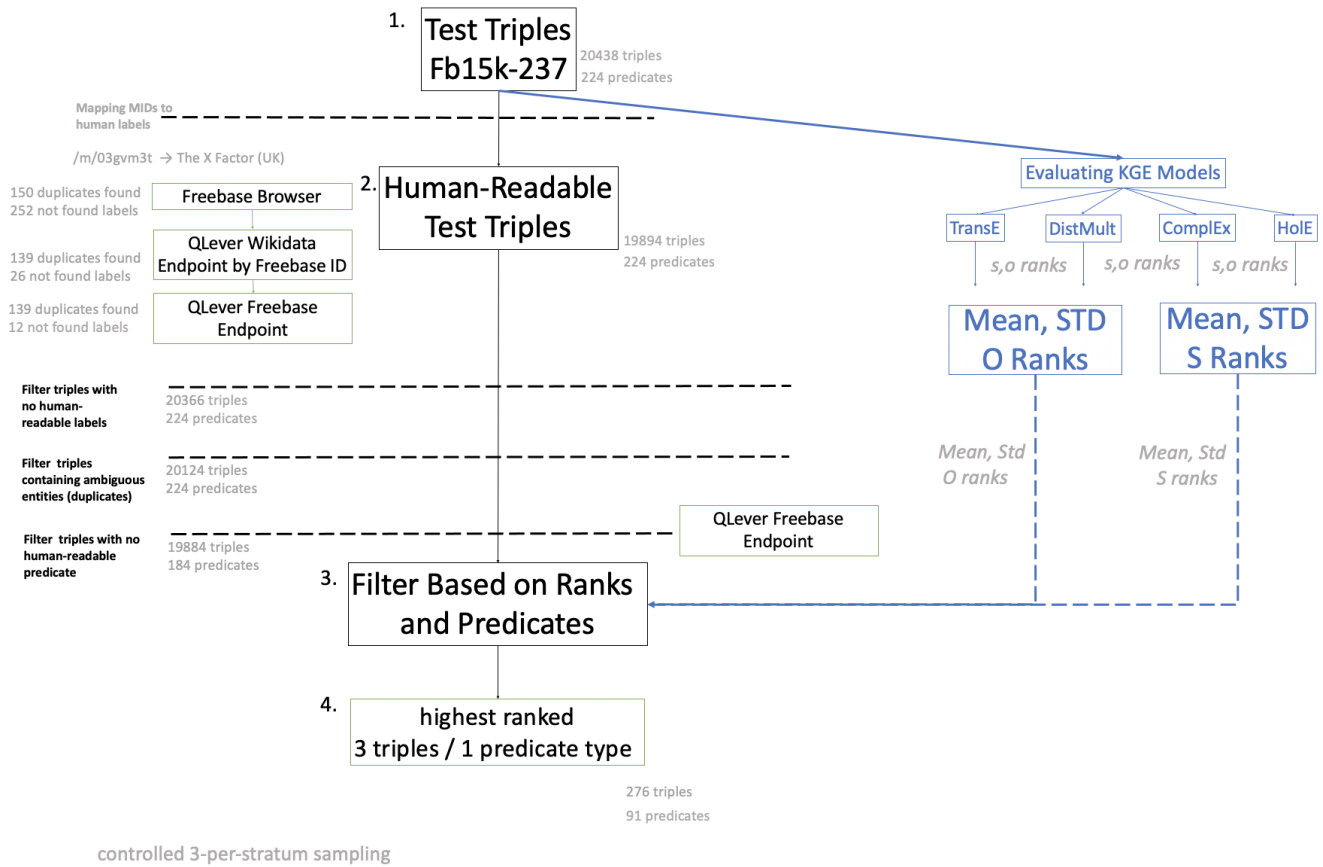 1.
Test Triples
Fb15k-237
20438 triples
224 predicates
Mapping MIDs to
human labels
/m/03gvm3t → The X Factor (UK)
Evaluating KGE Models
150 duplicates found
252 not found labels
Freebase Browser
2.
Human-Readable
Test Triples
19894 triples
224 predicates
TransE
DistMult
ComplEx
HolE
139 duplicates found
26 not found labels
QLever Wikidata
Endpoint by Freebase ID
s,o ranks
s,o ranks
s,o ranks
139 duplicates found
12 not found labels
QLever Freebase
Endpoint
Mean, STD
O Ranks
Mean, STD
S Ranks
Filter triples with
no human-
readable labels
20366 triples
224 predicates
Filter triples
containing ambiguous
entities (duplicates)
20124 triples
224 predicates
Mean, Std
O ranks
Mean, Std
S ranks
QLever Freebase
Endpoint
Filter triples with no
human-readable
predicate
19884 triples
184 predicates
3.
Filter Based on Ranks
and Predicates
4.
highest ranked
3 triples / 1 predicate type
276 triples
91 predicates
controlled 3-per-stratum sampling